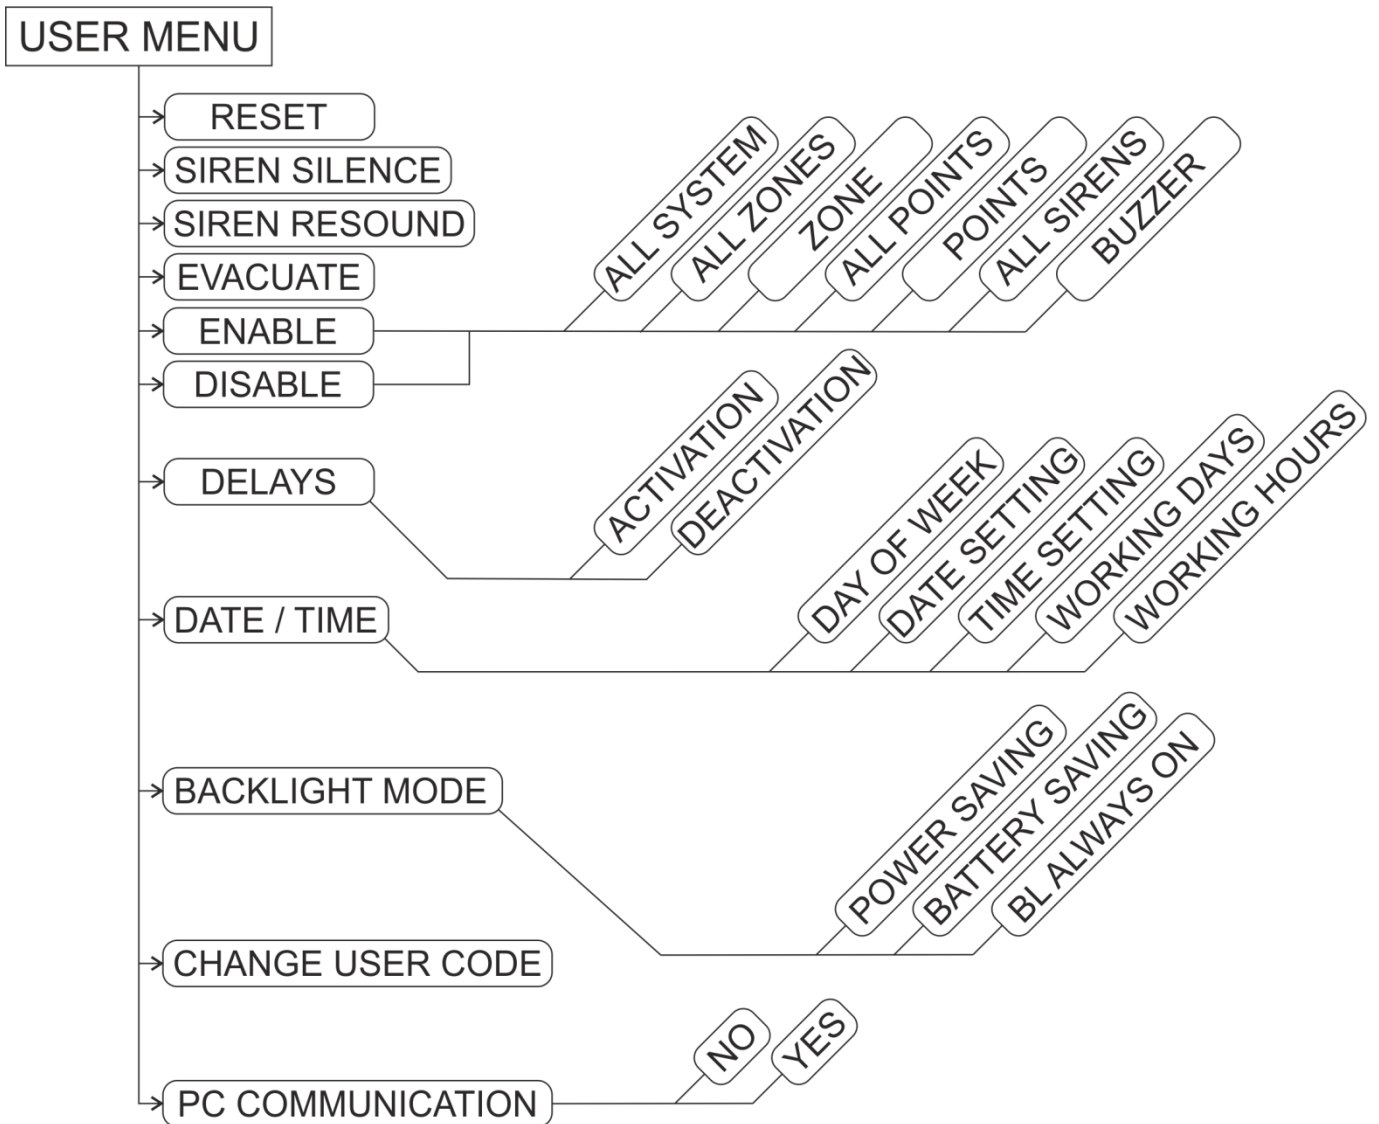 USER MENU
RESET
SIREN SILENCE
SIREN RESOUND
EVACUATE
ENABLE
DISABLE
ALL SYSTEM
ALL ZONES
ZONE
ALL POINTS
POINTS
ALL SIRENS
BUZZER
DELAYS
ACTIVATION
DEACTIVATION
DATE / TIME
DAY OF WEEK
DATE SETTING
TIME SETTING
WORKING DAYS
WORKING HOURS
BACKLIGHT MODE
POWER SAVING
BATTERY SAVING
BL ALWAYS ON
CHANGE USER CODE
PC COMMUNICATION
NO
YES